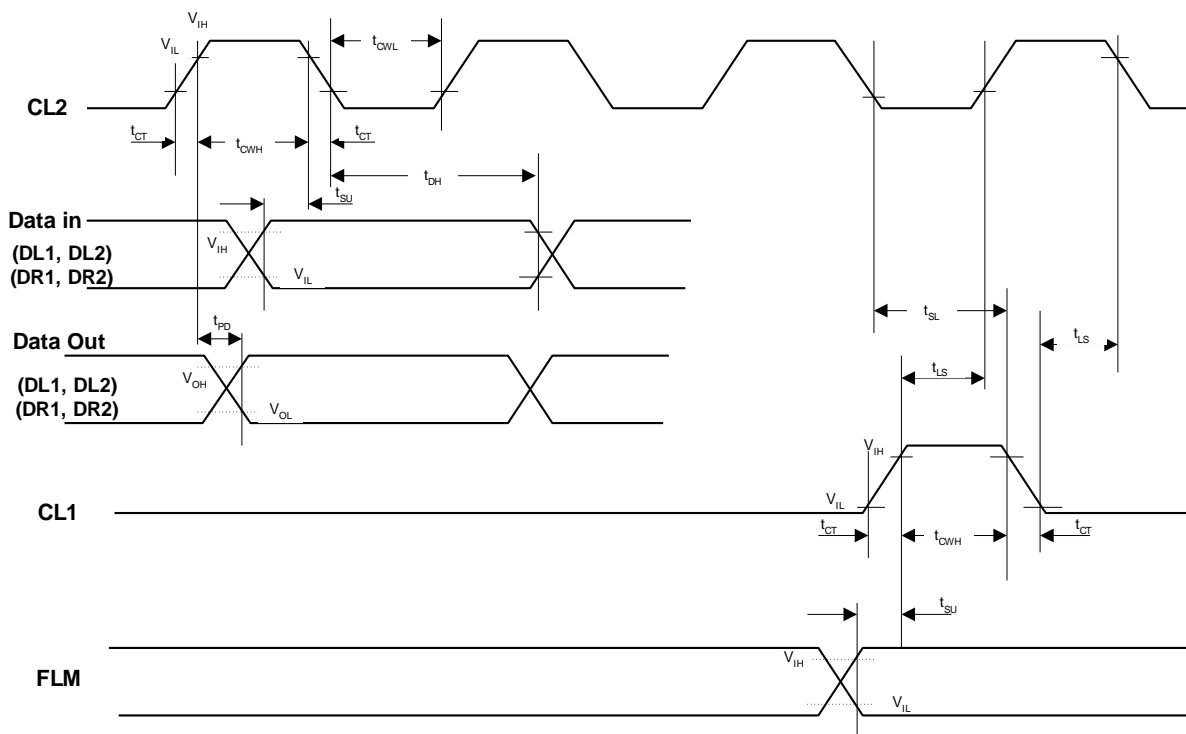 V_IH
V_IL
t_CWL
CL2
t_CT
t_CWH
t_CT
t_DH
t_SU
Data in
(DL1, DL2)
(DR1, DR2)
V_IH
V_IL
t_SL
t_PD
Data Out
(DL1, DL2)
(DR1, DR2)
V_OH
V_OL
t_LS
t_LS
V_IH
V_IL
CL1
t_CT
t_CWH
t_CT
t_SU
FLM
V_IH
V_IL